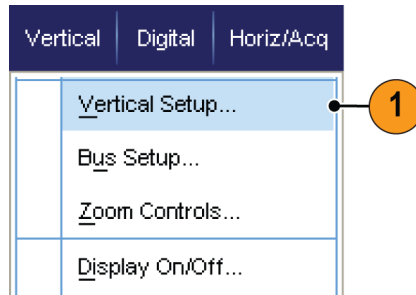 Vertical Digital Horiz/Acq
Vertical Setup...
1
Bus Setup...
Zoom Controls...
Display On/Off...